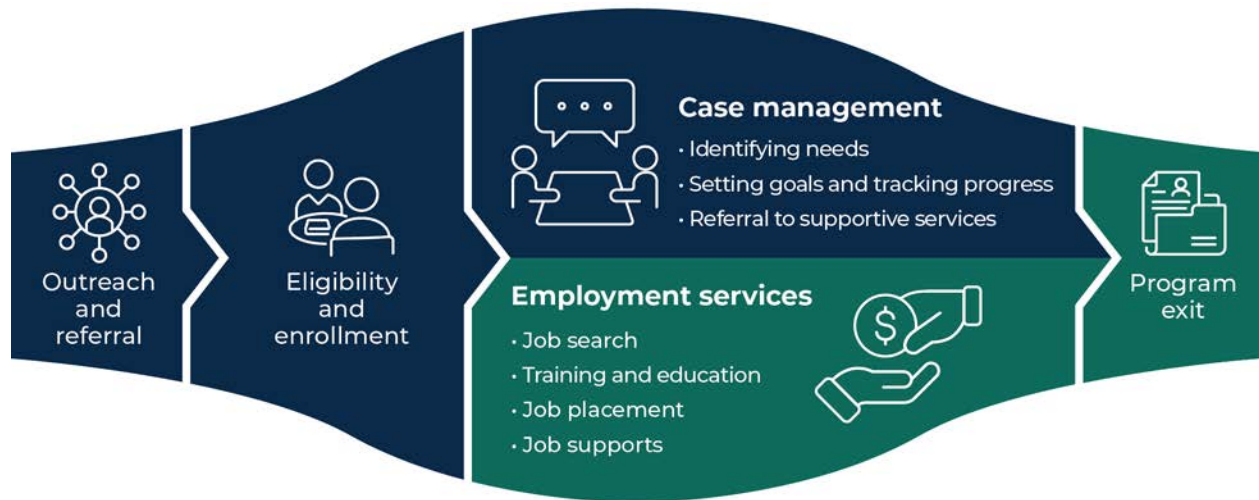 Outreach
and
referral
Eligibility
and
enrollment
Case management
· Identifying needs
· Setting goals and tracking progress
· Referral to supportive services
Employment services
· Job search
· Training and education
· Job placement
· Job supports
$
Program
exit